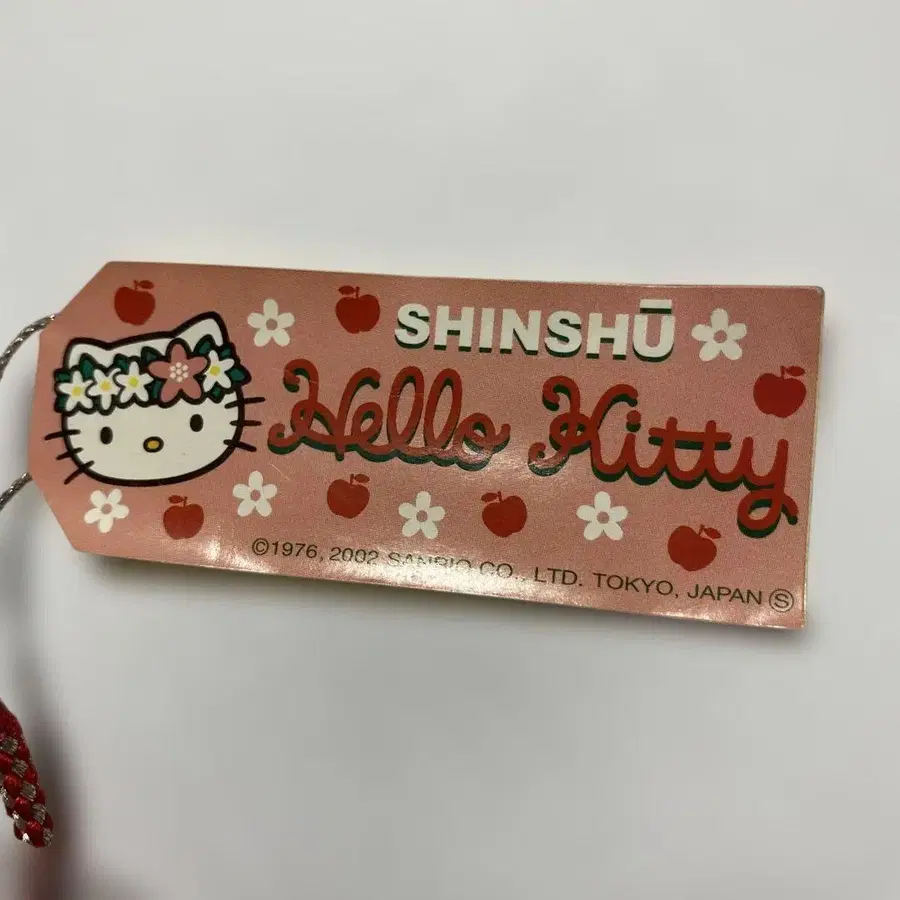 SHINSHŪ
Hello Kitty
©1976, 2002 SANRIO CO., LTD. TOKYO, JAPAN Ⓢ